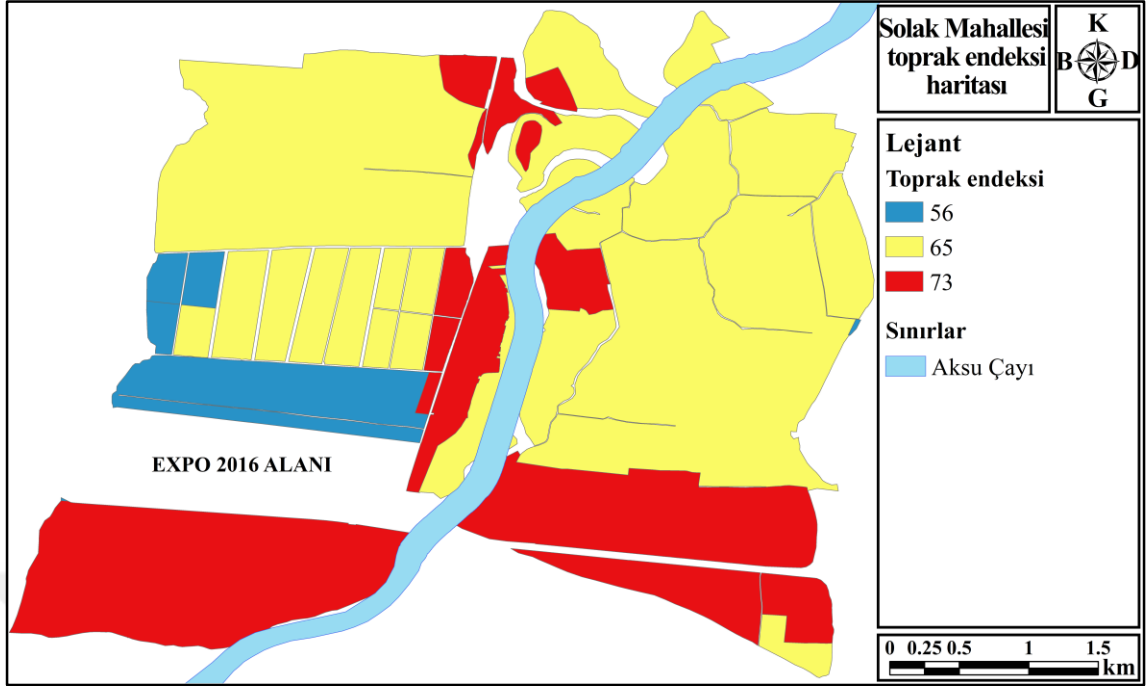 Solak Mahallesi
toprak endeksi
haritası
K
B D
G
Lejant
Toprak endeksi
56
65
73
Sınırlar
Aksu Çayı
EXPO 2016 ALANI
0 0.25 0.5 1 1.5
km